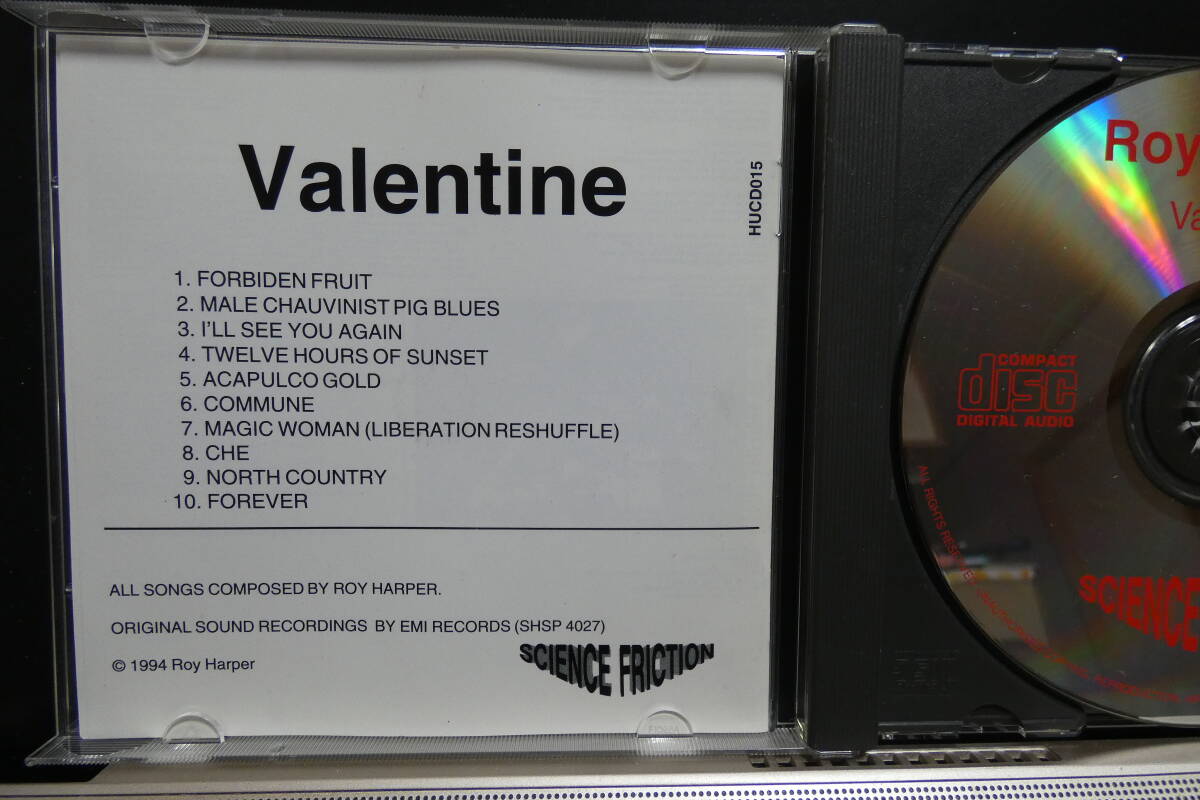 Valentine
HUCD015
1. FORBIDEN FRUIT
2. MALE CHAUVINIST PIG BLUES
3. I'LL SEE YOU AGAIN
4. TWELVE HOURS OF SUNSET
5. ACAPULCO GOLD
6. COMMUNE
7. MAGIC WOMAN (LIBERATION RESHUFFLE)
8. CHE
9. NORTH COUNTRY
10. FOREVER
ALL SONGS COMPOSED BY ROY HARPER.
ORIGINAL SOUND RECORDINGS BY EMI RECORDS (SHSP 4027)
© 1994 Roy Harper
SCIENCE FRICTION
Roy
Va
COMPACT
disc
DIGITAL AUDIO
ALL RIGHTS
SCIENCE